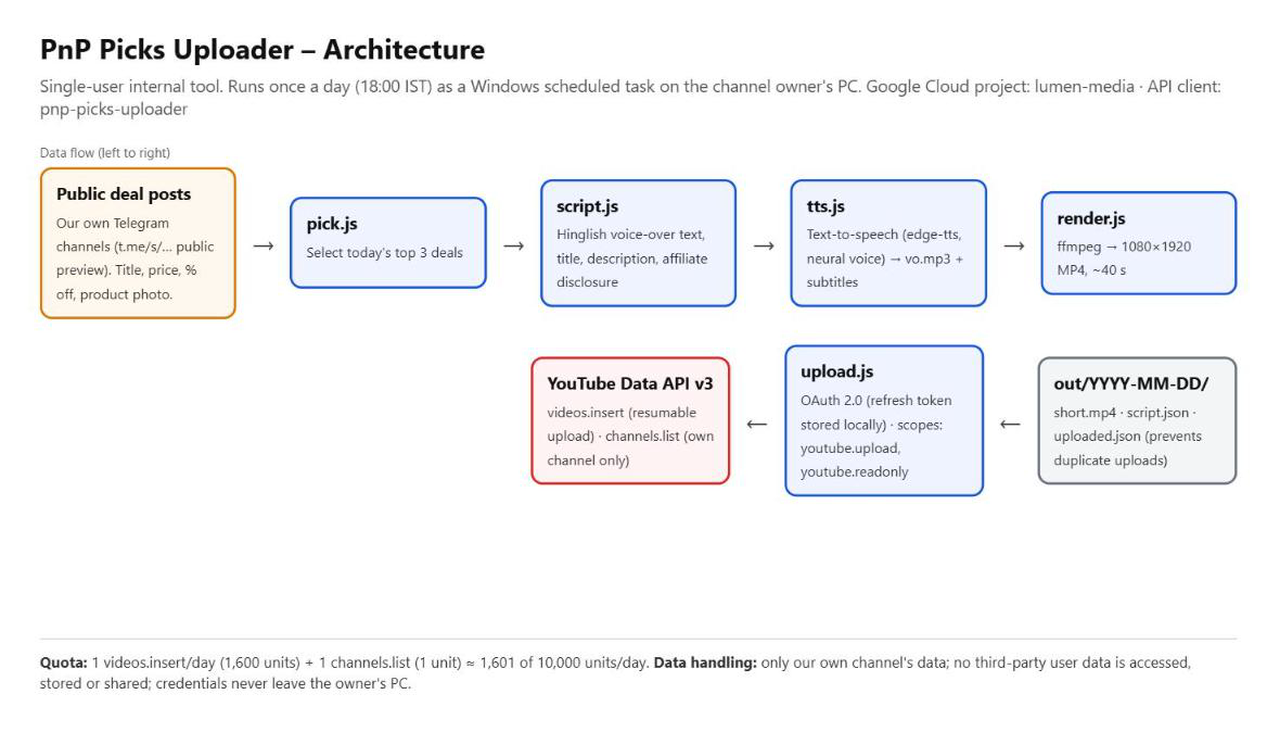 PnP Picks Uploader – Architecture
Single-user internal tool. Runs once a day (18:00 IST) as a Windows scheduled task on the channel owner's PC. Google Cloud project: lumen-media · API client:
pnp-picks-uploader
Data flow (left to right)
Public deal posts
Our own Telegram
channels (t.me/s/... public
preview). Title, price, %
off, product photo.
→
pick.js
Select today's top 3 deals
→
script.js
Hinglish voice-over text,
title, description, affiliate
disclosure
→
tts.js
Text-to-speech (edge-tts,
neural voice) → vo.mp3 +
subtitles
→
render.js
ffmpeg → 1080×1920
MP4, ~40 s
YouTube Data API v3
videos.insert (resumable
upload) · channels.list (own
channel only)
←
upload.js
OAuth 2.0 (refresh token
stored locally) · scopes:
youtube.upload,
youtube.readonly
←
out/YYYY-MM-DD/
short.mp4 · script.json ·
uploaded.json (prevents
duplicate uploads)
Quota: 1 videos.insert/day (1,600 units) + 1 channels.list (1 unit) ≈ 1,601 of 10,000 units/day. Data handling: only our own channel's data; no third-party user data is accessed,
stored or shared; credentials never leave the owner's PC.